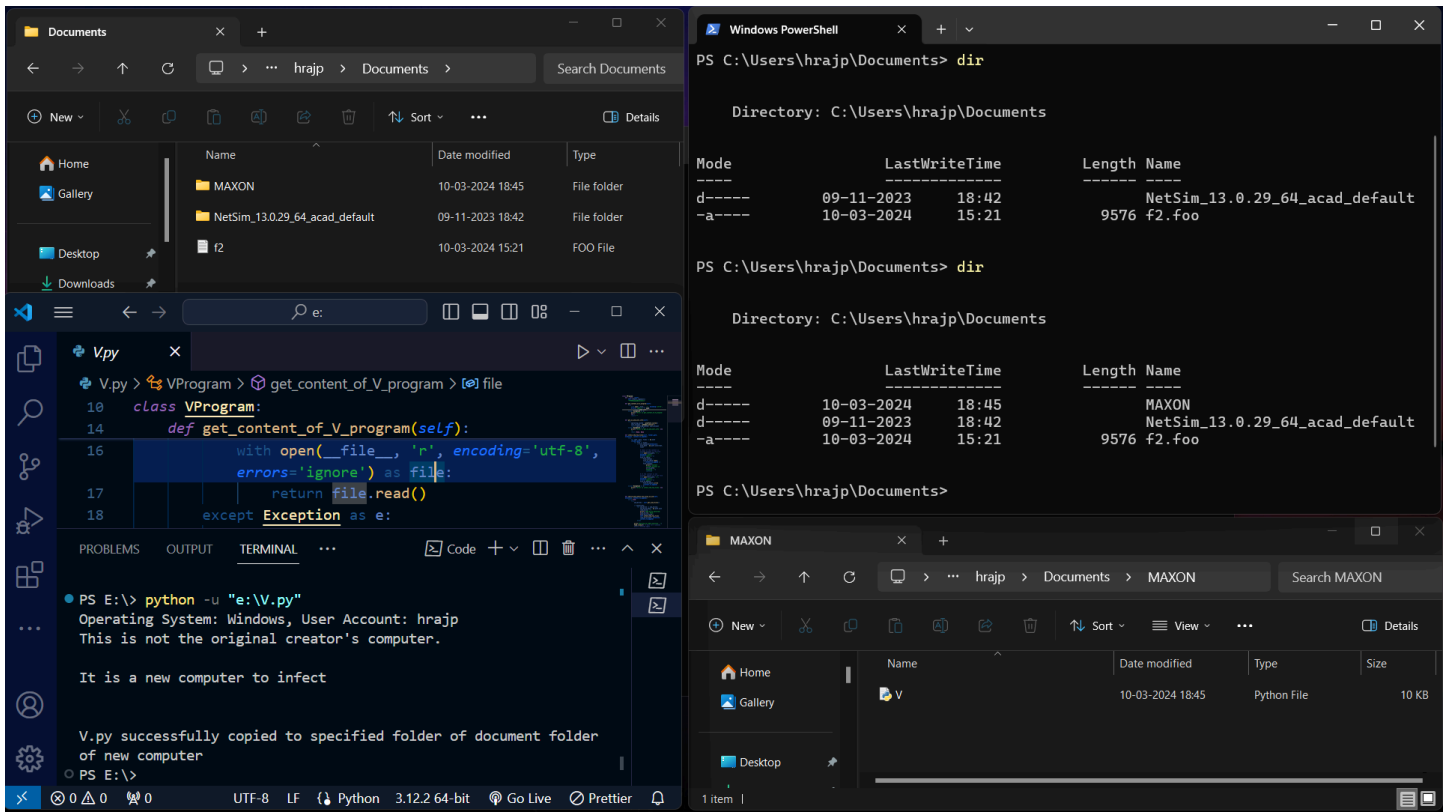 Documents
hrajp Documents Search Documents
New Sort Details
Name Date modified Type
Home
Gallery
Desktop
Downloads
MAXON 10-03-2024 18:45 File folder
NetSim_13.0.29_64_acad_default 09-11-2023 18:42 File folder
f2 10-03-2024 15:21 FOO File
Windows PowerShell
PS C:\Users\hrajp\Documents> dir
Directory: C:\Users\hrajp\Documents
Mode LastWriteTime Length Name
---- ------------- ------ ----
d----- 09-11-2023 18:42 NetSim_13.0.29_64_acad_default
-a---- 10-03-2024 15:21 9576 f2.foo
PS C:\Users\hrajp\Documents> dir
Directory: C:\Users\hrajp\Documents
Mode LastWriteTime Length Name
---- ------------- ------ ----
d----- 10-03-2024 18:45 MAXON
d----- 09-11-2023 18:42 NetSim_13.0.29_64_acad_default
-a---- 10-03-2024 15:21 9576 f2.foo
PS C:\Users\hrajp\Documents>
e:
V.py
V.py > VProgram > get_content_of_V_program > file
10 class VProgram:
14 def get_content_of_V_program(self):
16 with open(__file__, 'r', encoding='utf-8',
errors='ignore') as file:
17 return file.read()
18 except Exception as e:
PROBLEMS OUTPUT TERMINAL ··· Code
PS E:\> python -u "e:\V.py"
Operating System: Windows, User Account: hrajp
This is not the original creator's computer.
It is a new computer to infect
V.py successfully copied to specified folder of document folder
of new computer
PS E:\>
0 0 0 UTF-8 LF Python 3.12.2 64-bit Go Live Prettier
MAXON
hrajp Documents MAXON Search MAXON
New Sort View Details
Name Date modified Type Size
Home
Gallery
Desktop
V 10-03-2024 18:45 Python File 10 KB
1 item